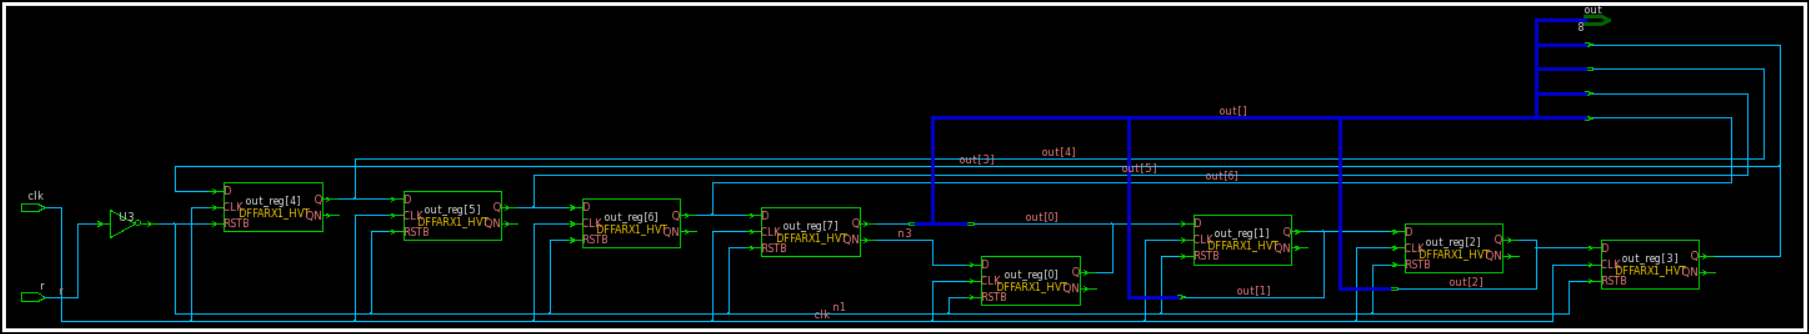 out
8
out[]
out[4]
out[3]
out[5]
out[6]
clk
r
r
U3
D
CLK
RSTB
out_reg[4]
DFFARX1_HVT
Q
QN
D
CLK
RSTB
out_reg[5]
DFFARX1_HVT
Q
QN
D
CLK
RSTB
out_reg[6]
DFFARX1_HVT
Q
QN
D
CLK
RSTB
out_reg[7]
DFFARX1_HVT
Q
QN
n3
D
CLK
RSTB
out_reg[0]
DFFARX1_HVT
Q
out[0]
D
CLK
RSTB
out_reg[1]
DFFARX1_HVT
Q
QN
out[1]
D
CLK
RSTB
out_reg[2]
DFFARX1_HVT
Q
QN
out[2]
D
CLK
RSTB
out_reg[3]
DFFARX1_HVT
Q
QN
n1
clk